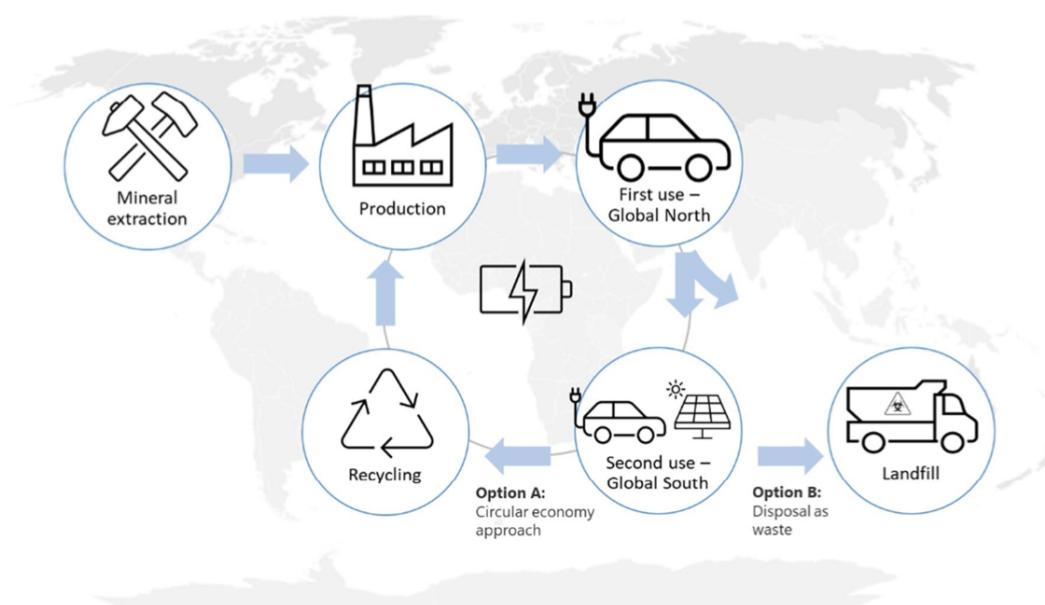 Mineral
extraction
Production
First use –
Global North
Recycling
Second use –
Global South
Landfill
Option A:
Circular economy
approach
Option B:
Disposal as
waste